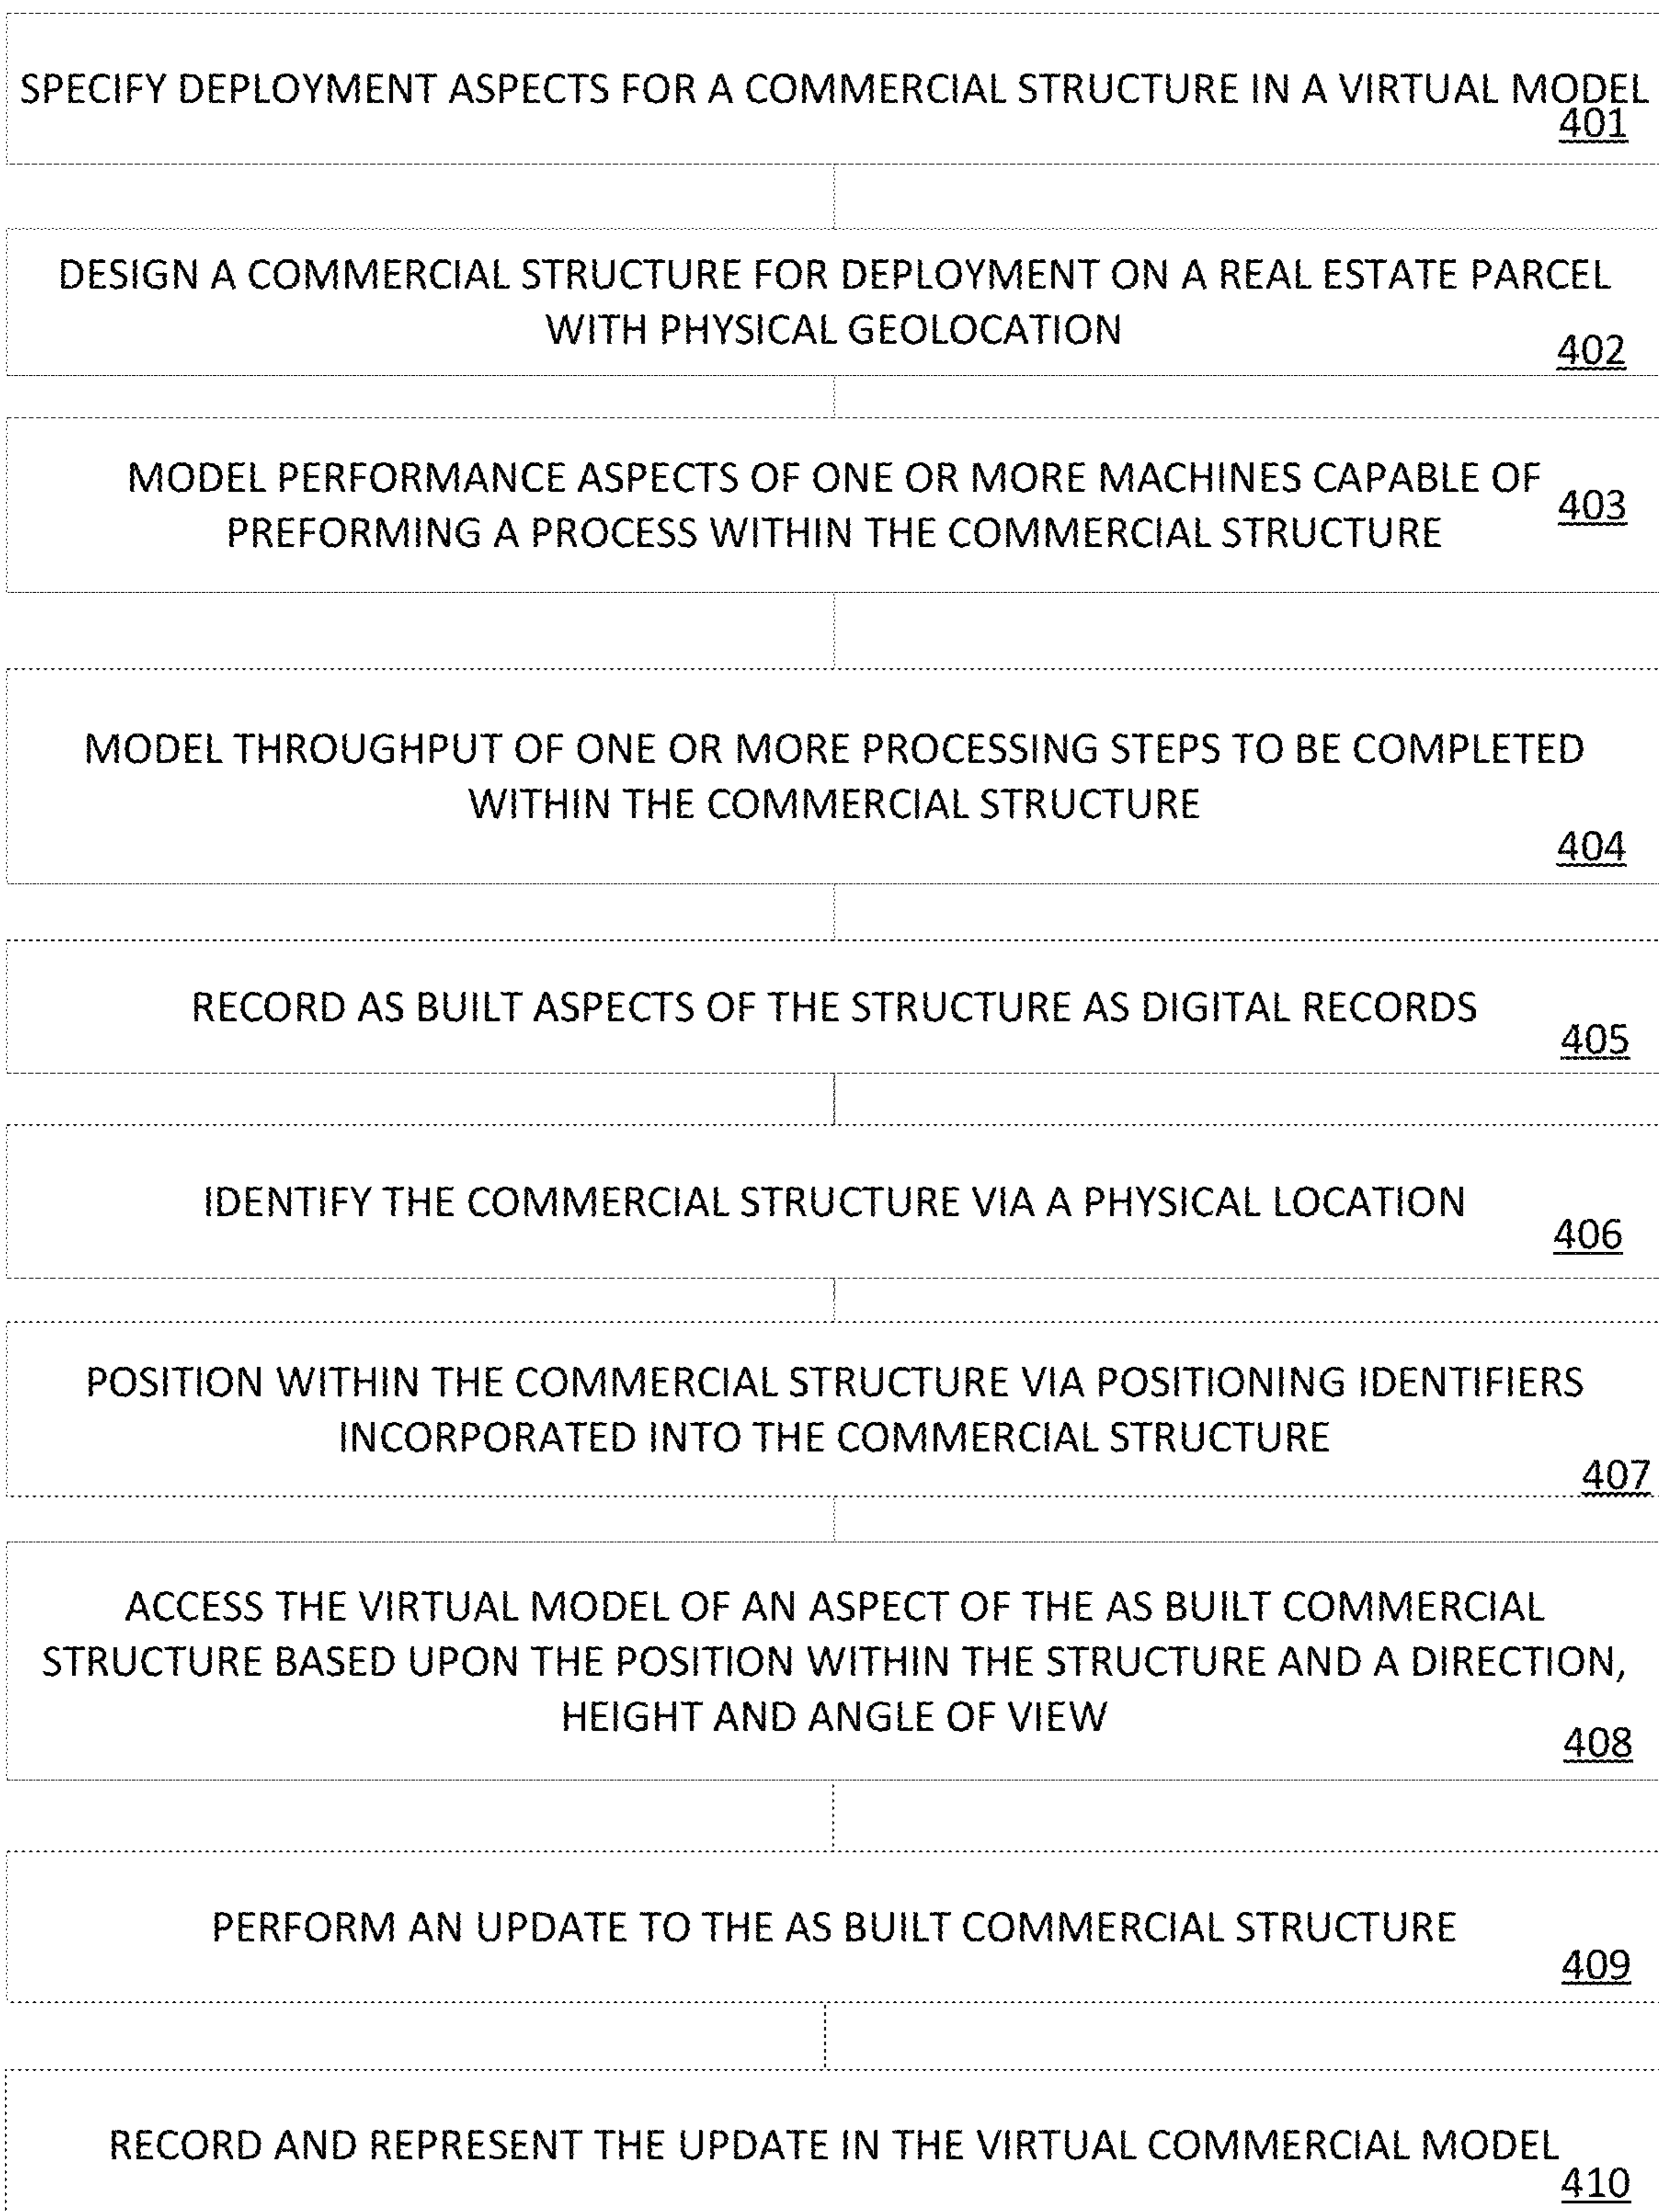 SPECIFY DEPLOYMENT ASPECTS FOR A COMMERCIAL STRUCTURE IN A VIRTUAL MODEL
401
DESIGN A COMMERCIAL STRUCTURE FOR DEPLOYMENT ON A REAL ESTATE PARCEL
WITH PHYSICAL GEOLOCATION
402
MODEL PERFORMANCE ASPECTS OF ONE OR MORE MACHINES CAPABLE OF
PREFORMING A PROCESS WITHIN THE COMMERCIAL STRUCTURE
403
MODEL THROUGHPUT OF ONE OR MORE PROCESSING STEPS TO BE COMPLETED
WITHIN THE COMMERCIAL STRUCTURE
404
RECORD AS BUILT ASPECTS OF THE STRUCTURE AS DIGITAL RECORDS
405
IDENTIFY THE COMMERCIAL STRUCTURE VIA A PHYSICAL LOCATION
406
POSITION WITHIN THE COMMERCIAL STRUCTURE VIA POSITIONING IDENTIFIERS
INCORPORATED INTO THE COMMERCIAL STRUCTURE
407
ACCESS THE VIRTUAL MODEL OF AN ASPECT OF THE AS BUILT COMMERCIAL
STRUCTURE BASED UPON THE POSITION WITHIN THE STRUCTURE AND A DIRECTION,
HEIGHT AND ANGLE OF VIEW
408
PERFORM AN UPDATE TO THE AS BUILT COMMERCIAL STRUCTURE
409
RECORD AND REPRESENT THE UPDATE IN THE VIRTUAL COMMERCIAL MODEL
410